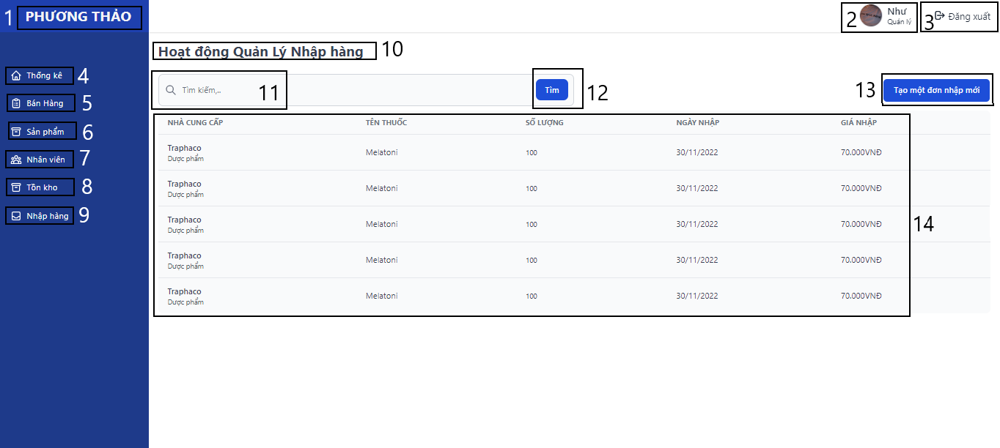 1 PHƯƠNG THẢO
2 Như
Quản lý
3 Đăng xuất
Hoạt động Quản Lý Nhập hàng 10
Thống kê 4
Bán Hàng 5
Sản phẩm 6
Nhân viên 7
Tồn kho 8
Nhập hàng 9
Tìm kiếm,.. 11
Tìm 12
13 Tạo một đơn nhập mới
NHÀ CUNG CẤP TÊN THUỐC SỐ LƯỢNG NGÀY NHẬP GIÁ NHẬP
Traphaco
Dược phẩm Melatoni 100 30/11/2022 70.000VNĐ
Traphaco
Dược phẩm Melatoni 100 30/11/2022 70.000VNĐ
Traphaco
Dược phẩm Melatoni 100 30/11/2022 70.000VNĐ
14
Traphaco
Dược phẩm Melatoni 100 30/11/2022 70.000VNĐ
Traphaco
Dược phẩm Melatoni 100 30/11/2022 70.000VNĐ